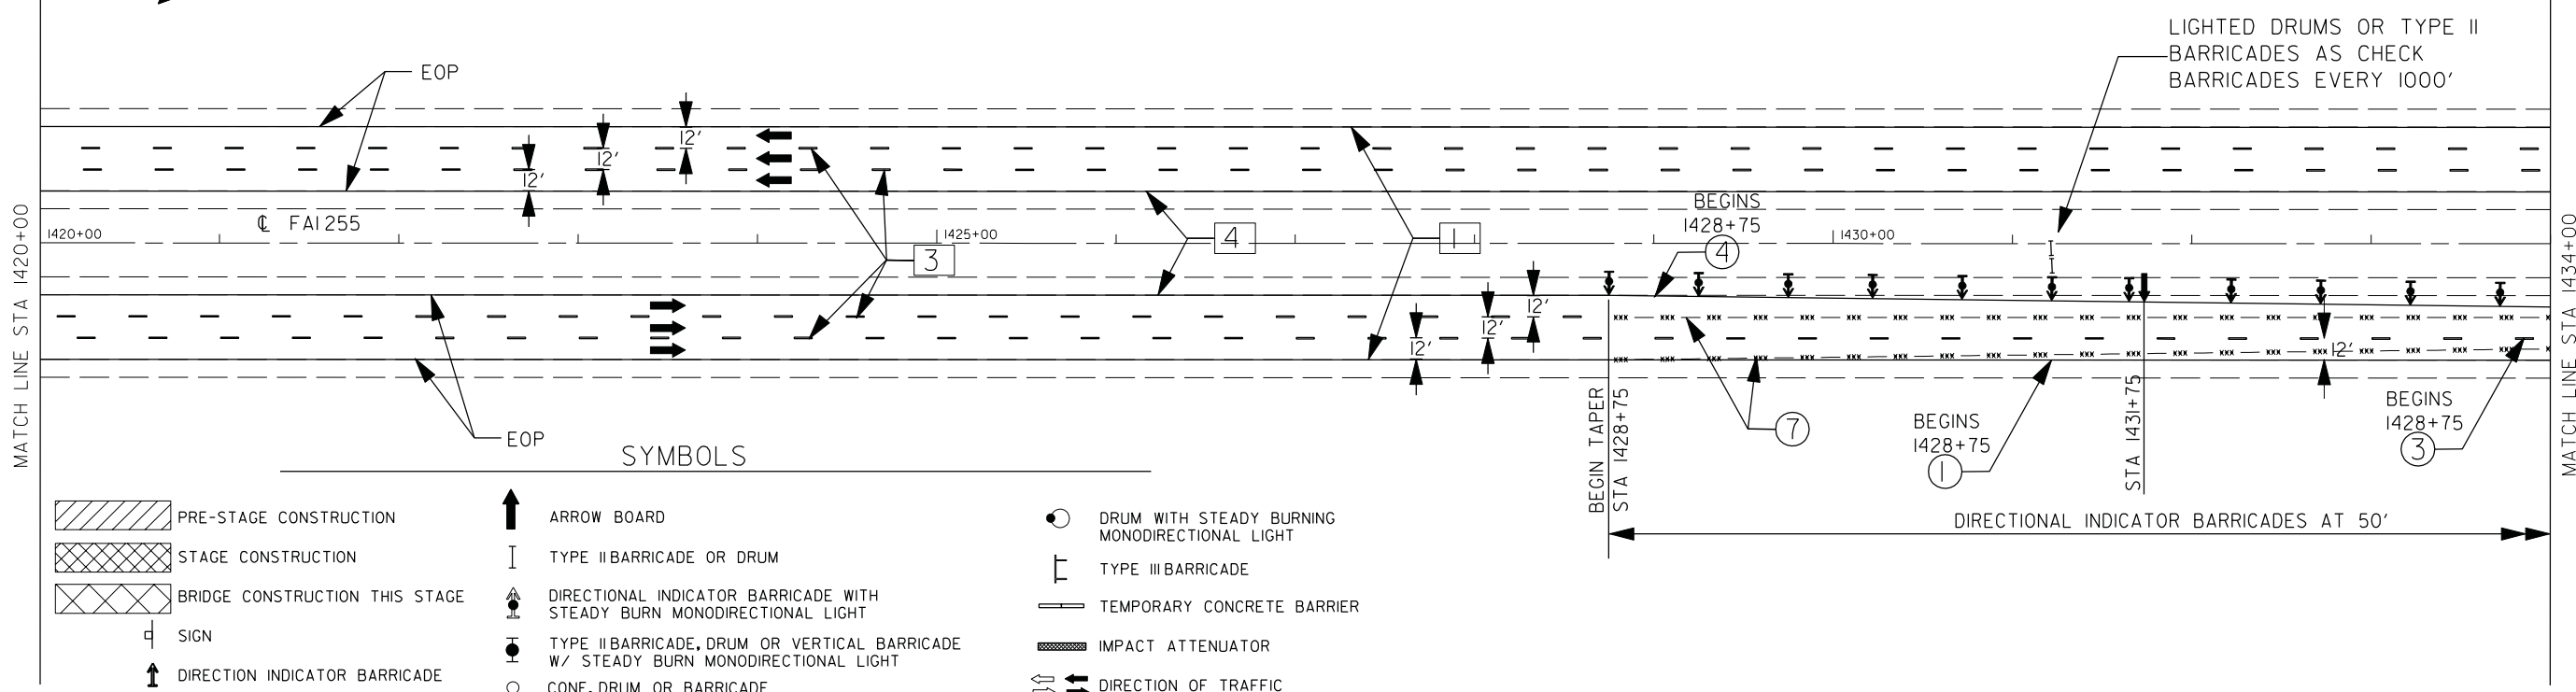 LIGHTED DRUMS OR TYPE II
BARRICADES AS CHECK
BARRICADES EVERY 1000'
EOP
12'
12'
12'
MATCH LINE STA 1420+00
℄ FAI 255
1420+00
1425+00
1430+00
3
4
1
BEGINS
1428+75
4
12'
12'
12'
12'
MATCH LINE STA 1434+00
EOP
BEGIN TAPER
STA 1428+75
7
BEGINS
1428+75
1
STA 1431+75
BEGINS
1428+75
3
DIRECTIONAL INDICATOR BARRICADES AT 50'
SYMBOLS
PRE-STAGE CONSTRUCTION
STAGE CONSTRUCTION
BRIDGE CONSTRUCTION THIS STAGE
SIGN
DIRECTION INDICATOR BARRICADE
ARROW BOARD
TYPE II BARRICADE OR DRUM
DIRECTIONAL INDICATOR BARRICADE WITH
STEADY BURN MONODIRECTIONAL LIGHT
TYPE II BARRICADE, DRUM OR VERTICAL BARRICADE
W/ STEADY BURN MONODIRECTIONAL LIGHT
CONE, DRUM OR BARRICADE
DRUM WITH STEADY BURNING
MONODIRECTIONAL LIGHT
TYPE III BARRICADE
TEMPORARY CONCRETE BARRIER
IMPACT ATTENUATOR
DIRECTION OF TRAFFIC